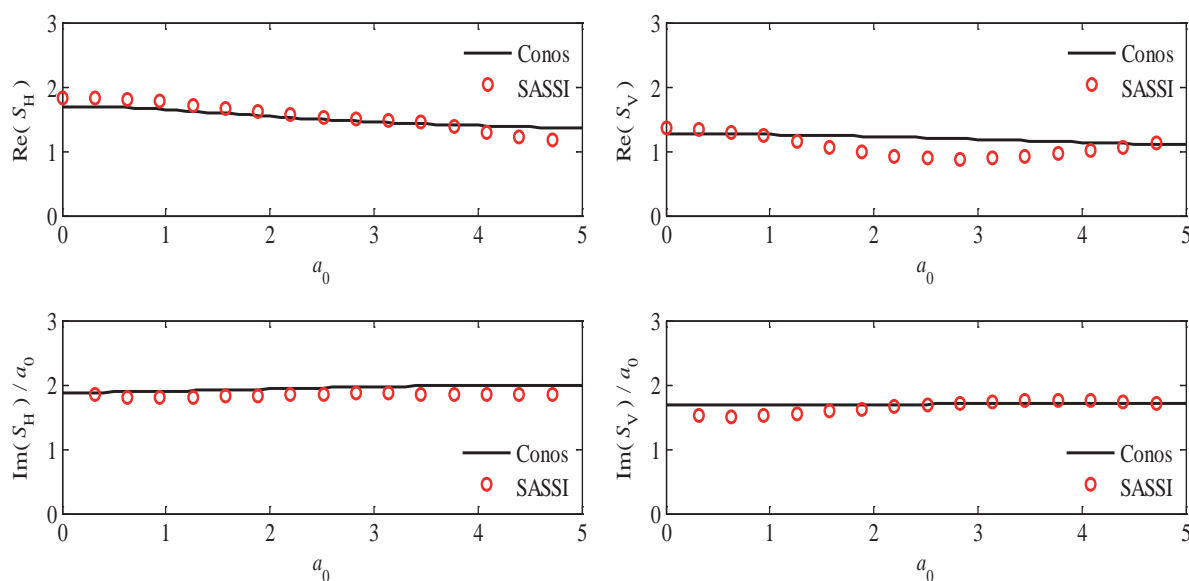 3
2
1
0
Re( S_H )
Conos
SASSI
0 1 2 3 4 5
a_0
3
2
1
0
Re( S_V )
Conos
SASSI
0 1 2 3 4 5
a_0
3
2
1
0
Im( S_H ) / a_0
Conos
SASSI
0 1 2 3 4 5
a_0
3
2
1
0
Im( S_V ) / a_0
Conos
SASSI
0 1 2 3 4 5
a_0